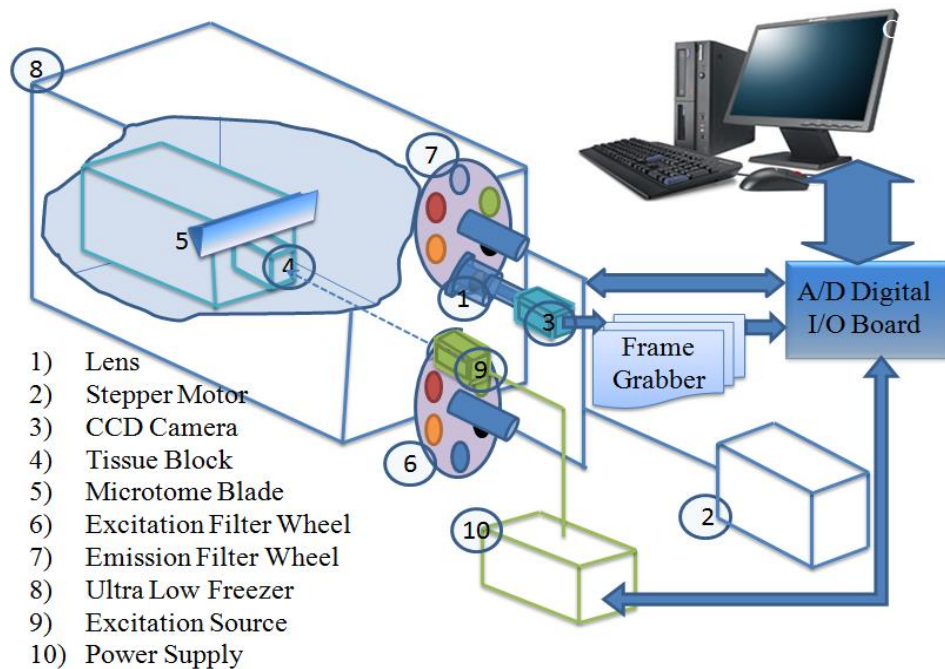 8
7
5
4
1
3
9
6
10
2
A/D Digital
I/O Board
Frame
Grabber
1) Lens
2) Stepper Motor
3) CCD Camera
4) Tissue Block
5) Microtome Blade
6) Excitation Filter Wheel
7) Emission Filter Wheel
8) Ultra Low Freezer
9) Excitation Source
10) Power Supply